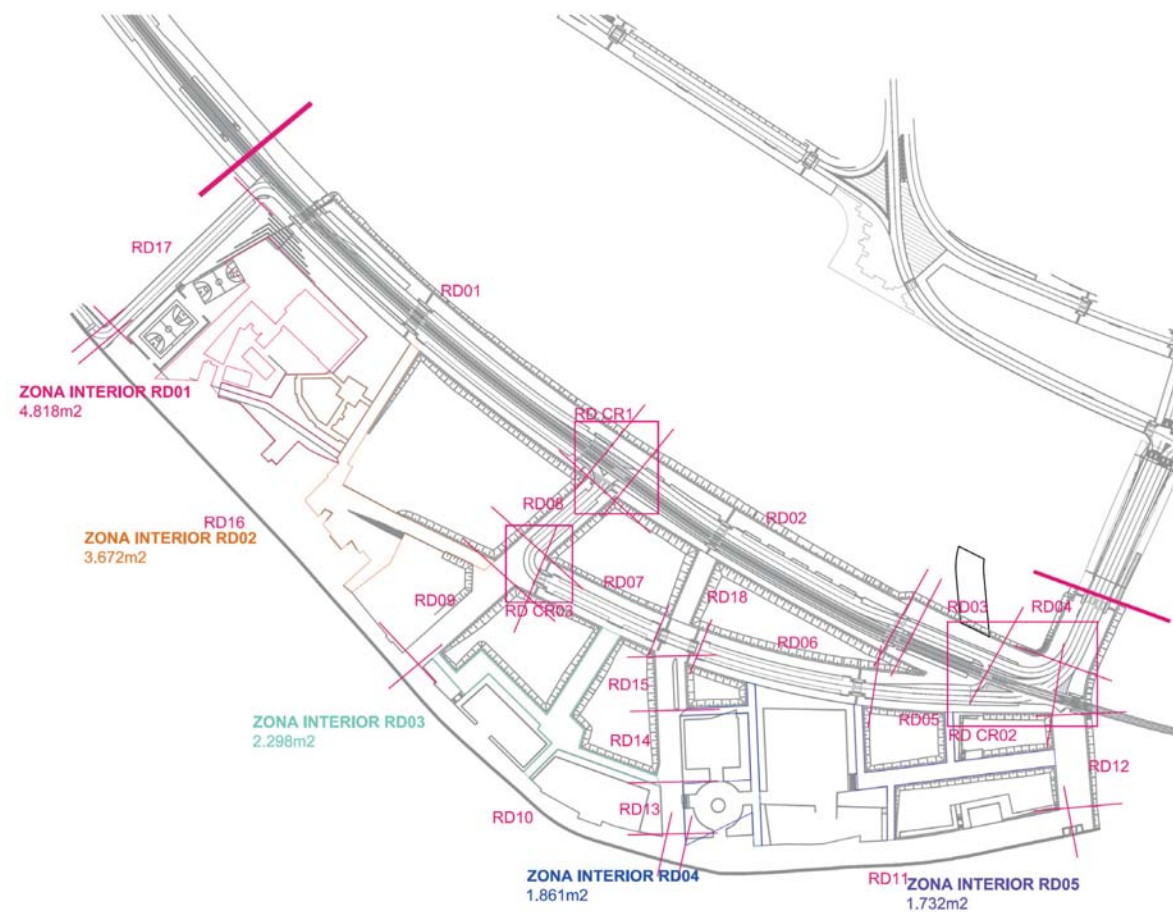 RD17
RD01
ZONA INTERIOR RD01
4.818m2
RD CR1
RD08
RD02
RD16
ZONA INTERIOR RD02
3.672m2
RD07
RD09
RD CR03
RD18
RD03
RD04
RD06
RD15
RD05
ZONA INTERIOR RD03
2.298m2
RD14
RD CR02
RD12
RD13
RD10
ZONA INTERIOR RD04
1.861m2
RD11
ZONA INTERIOR RD05
1.732m2